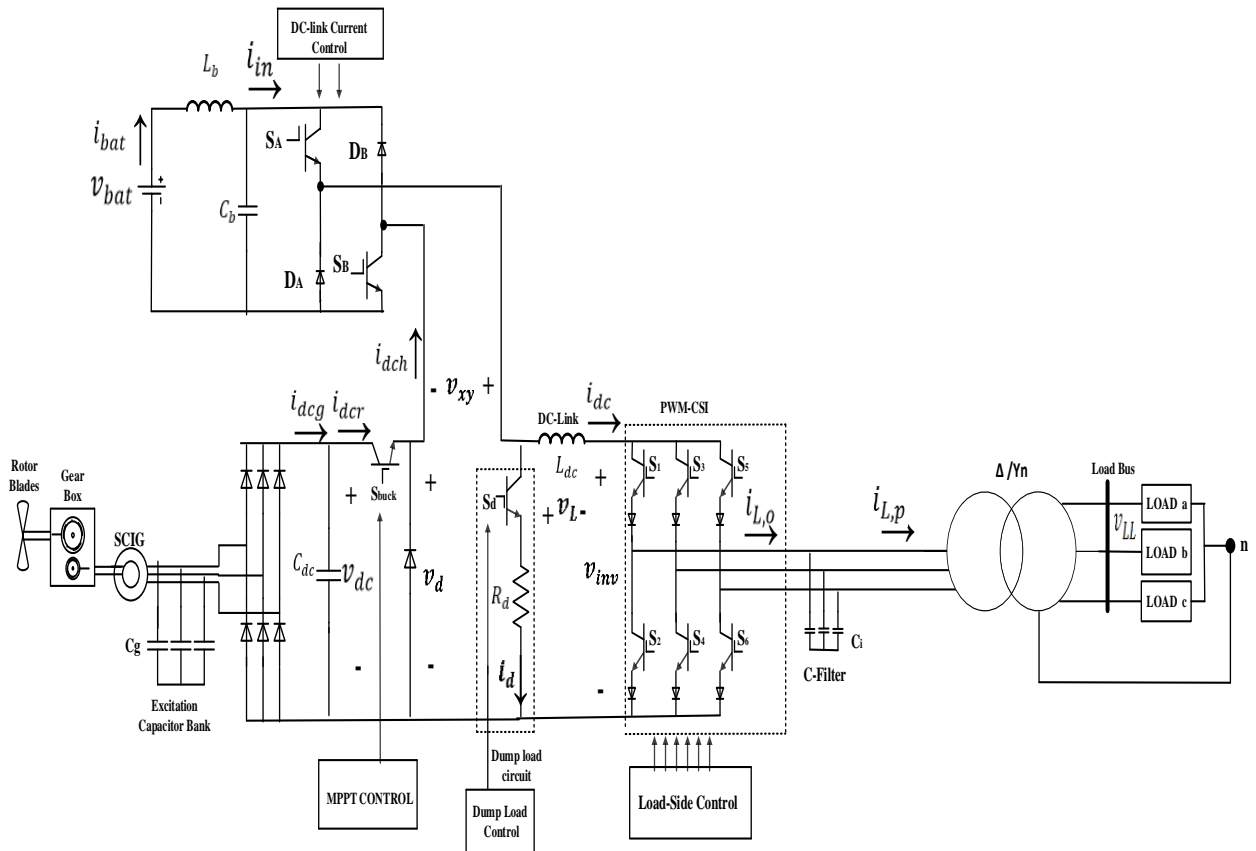 DC-link Current
Control
L_b
i_in
i_bat
S_A
D_B
v_bat
+
-
C_b
D_A
S_B
i_dch
- v_xy +
i_dcg
i_dcr
DC-Link
i_dc
PWM-CSI
L_dc
Rotor
Blades
Gear
Box
SCIG
+
S_buck
+
S_d
+ v_L -
+
S_1
S_3
S_5
i_L,o
i_L,p
Δ /Yn
Load Bus
v_LL
LOAD a
LOAD b
LOAD c
n
C_dc
v_dc
v_d
R_d
v_inv
Cg
-
-
i_d
-
S_2
S_4
S_6
C_i
C-Filter
Excitation
Capacitor Bank
Dump load
circuit
MPPT CONTROL
Dump Load
Control
Load-Side Control